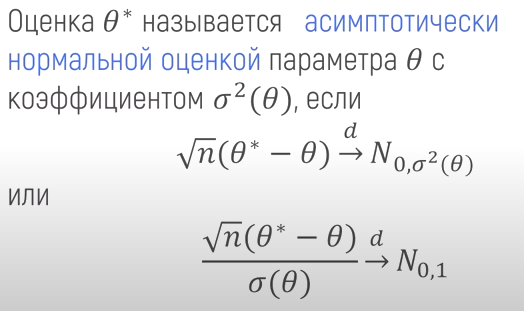 Оценка θ* называется асимптотически
нормальной оценкой параметра θ с
коэффициентом σ²(θ), если
√n(θ* − θ) →ᵈ N₀,σ²(θ)
или
√n(θ* − θ) / σ(θ) →ᵈ N₀,₁